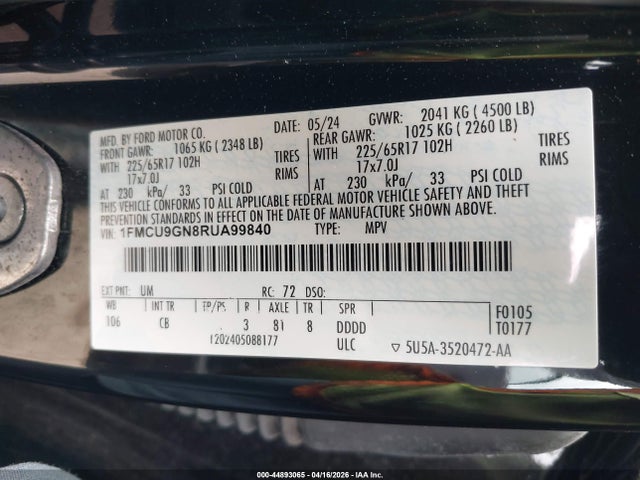 MFD. BY FORD MOTOR CO. DATE: 05/24 GVWR: 2041 KG ( 4500 LB)
FRONT GAWR: 1065 KG ( 2348 LB) REAR GAWR: 1025 KG ( 2260 LB)
WITH 225/65R17 102H TIRES WITH 225/65R17 102H TIRES
17x7.0J RIMS 17x7.0J RIMS
AT 230 kPa/ 33 PSI COLD AT 230 kPa/ 33 PSI COLD
THIS VEHICLE CONFORMS TO ALL APPLICABLE FEDERAL MOTOR VEHICLE SAFETY AND THEFT
PREVENTION STANDARDS IN EFFECT ON THE DATE OF MANUFACTURE SHOWN ABOVE.
VIN: 1FMCU9GN8RUA99840 TYPE: MPV
EXT PNT: UM RC: 72 DSO:
WB INT TR TP/PS R AXLE TR SPR F0105
106 CB 3 81 8 DDDD T0177
1202405088177 ULC ▽ 5U5A-3520472-AA
000-44893065 - 04/16/2026 - IAA Inc.